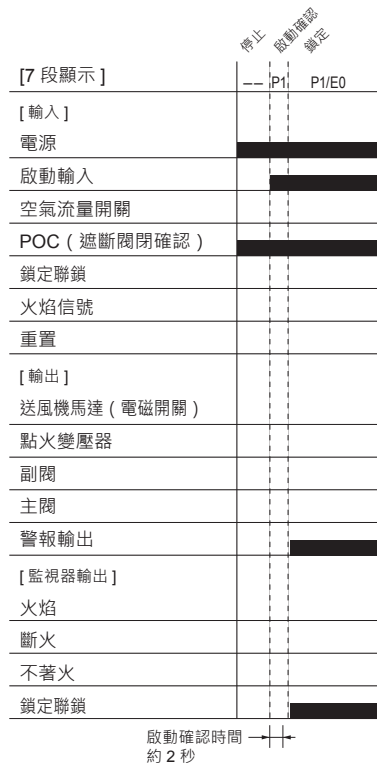 停止
啟動確認
鎖定
[7 段顯示 ]
–– P1 P1/E0
[ 輸入 ]
電源
啟動輸入
空氣流量開關
POC ( 遮斷閥閉確認 )
鎖定聯鎖
火焰信號
重置
[ 輸出 ]
送風機馬達 ( 電磁開關 )
點火變壓器
副閥
主閥
警報輸出
[ 監視器輸出 ]
火焰
斷火
不著火
鎖定聯鎖
啟動確認時間
約 2 秒